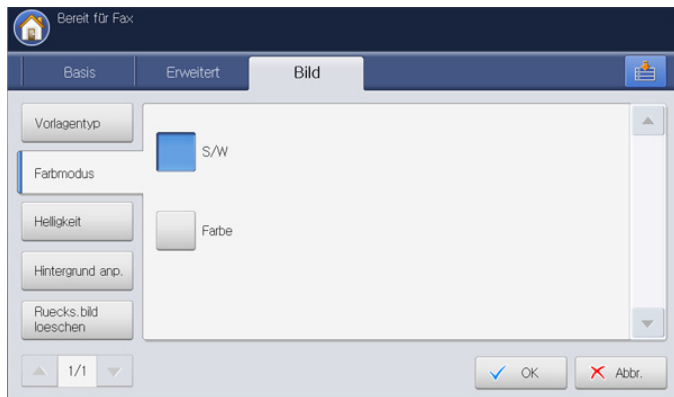 Bereit für Fax
Basis
Erweitert
Bild
Vorlagentyp
Farbmodus
Helligkeit
Hintergrund anp.
Ruecks.bild
loeschen
S/W
Farbe
1/1
OK
Abbr.